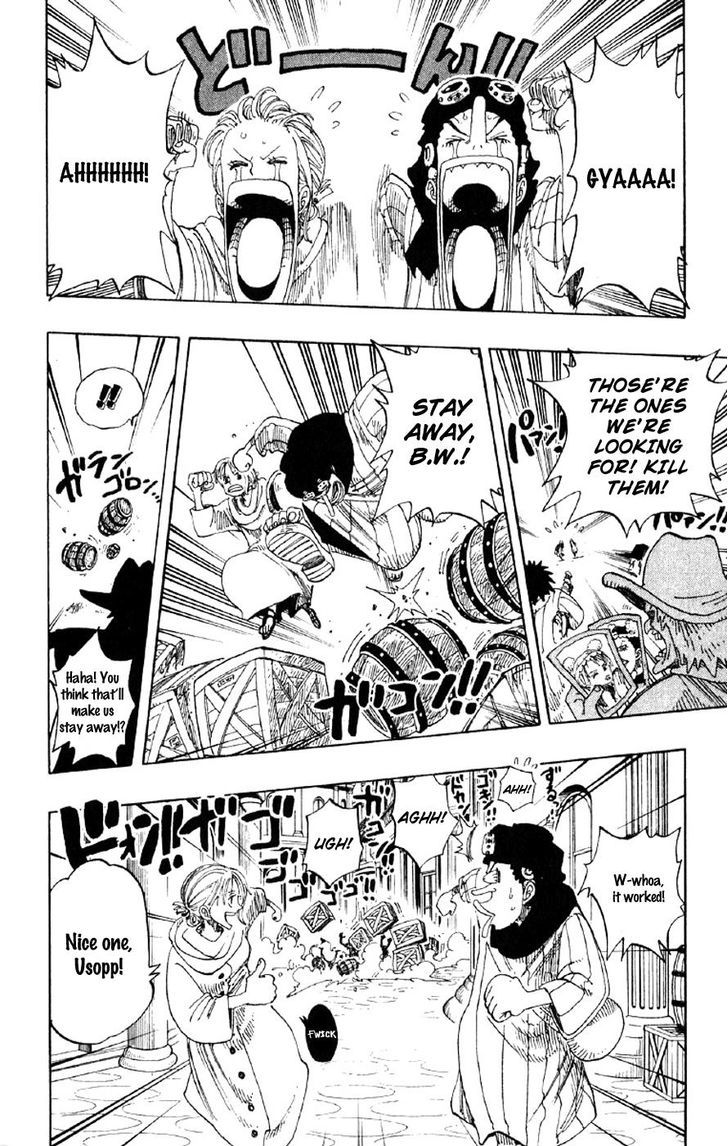 どーん!!
GYAAAA!
AHHHHHH!
THOSE'RE
THE ONES
WE'RE
LOOKING
FOR! KILL
THEM!
パァン!
パァン!!
STAY
AWAY,
B.W.!
ガコン!!
!!
ガラン
ゴロン!
Haha! You
think that'll
make us
stay away!?
W-whoa,
it worked!
AHH!
AGHH!
UGH!
ドォン!!
Nice one,
Usopp!
FWICK